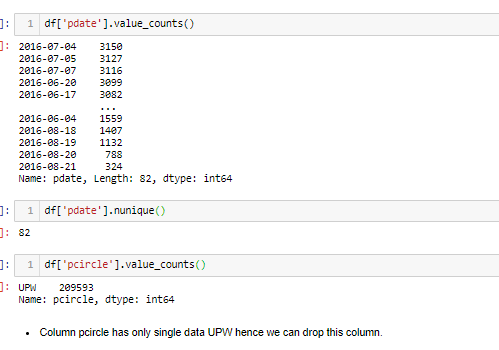 ]: 1 df['pdate'].value_counts()
]: 2016-07-04 3150
2016-07-05 3127
2016-07-07 3116
2016-06-20 3099
2016-06-17 3082
...
2016-06-04 1559
2016-08-18 1407
2016-08-19 1132
2016-08-20 788
2016-08-21 324
Name: pdate, Length: 82, dtype: int64
]: 1 df['pdate'].nunique()
]: 82
]: 1 df['pcircle'].value_counts()
]: UPW 209593
Name: pcircle, dtype: int64
• Column pcircle has only single data UPW hence we can drop this column.